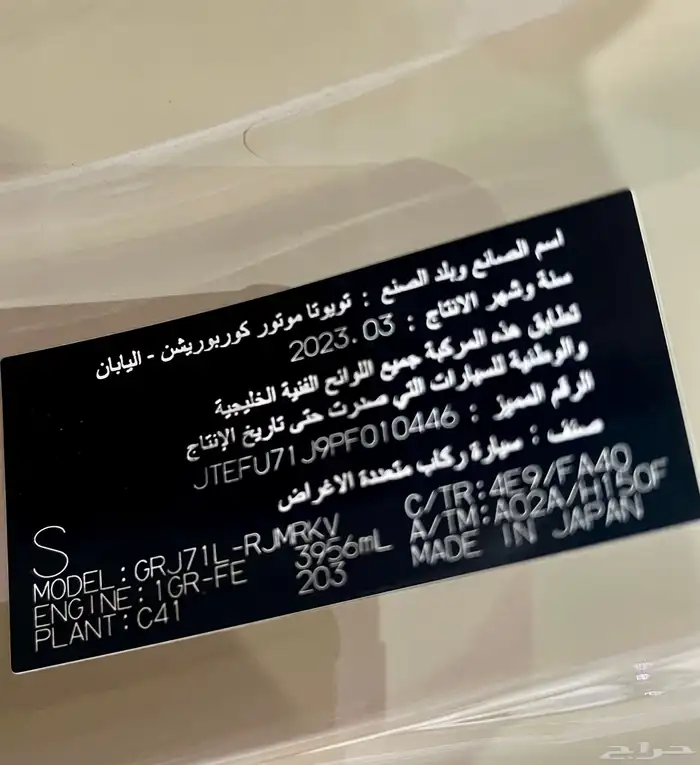 اسم الصانع وبلد الصنع : تويوتا موتور كوربوريشن - اليابان
سنة وشهر الانتاج : 2023.03
تطابق هذه المركبة جميع اللوائح الفنية الخليجية
والوطنية للسيارات التي صدرت حتى تاريخ الإنتاج
الرقم المميز : JTEFU71J9PF010446
صنف : سيارة ركاب متعددة الاغراض
S
MODEL:GRJ71L-RJMRKV C/TR:4E9/FA40
ENGINE:1GR-FE 3956mL A/TM:A02A/H150F
PLANT:C41 203 MADE IN JAPAN
حراج